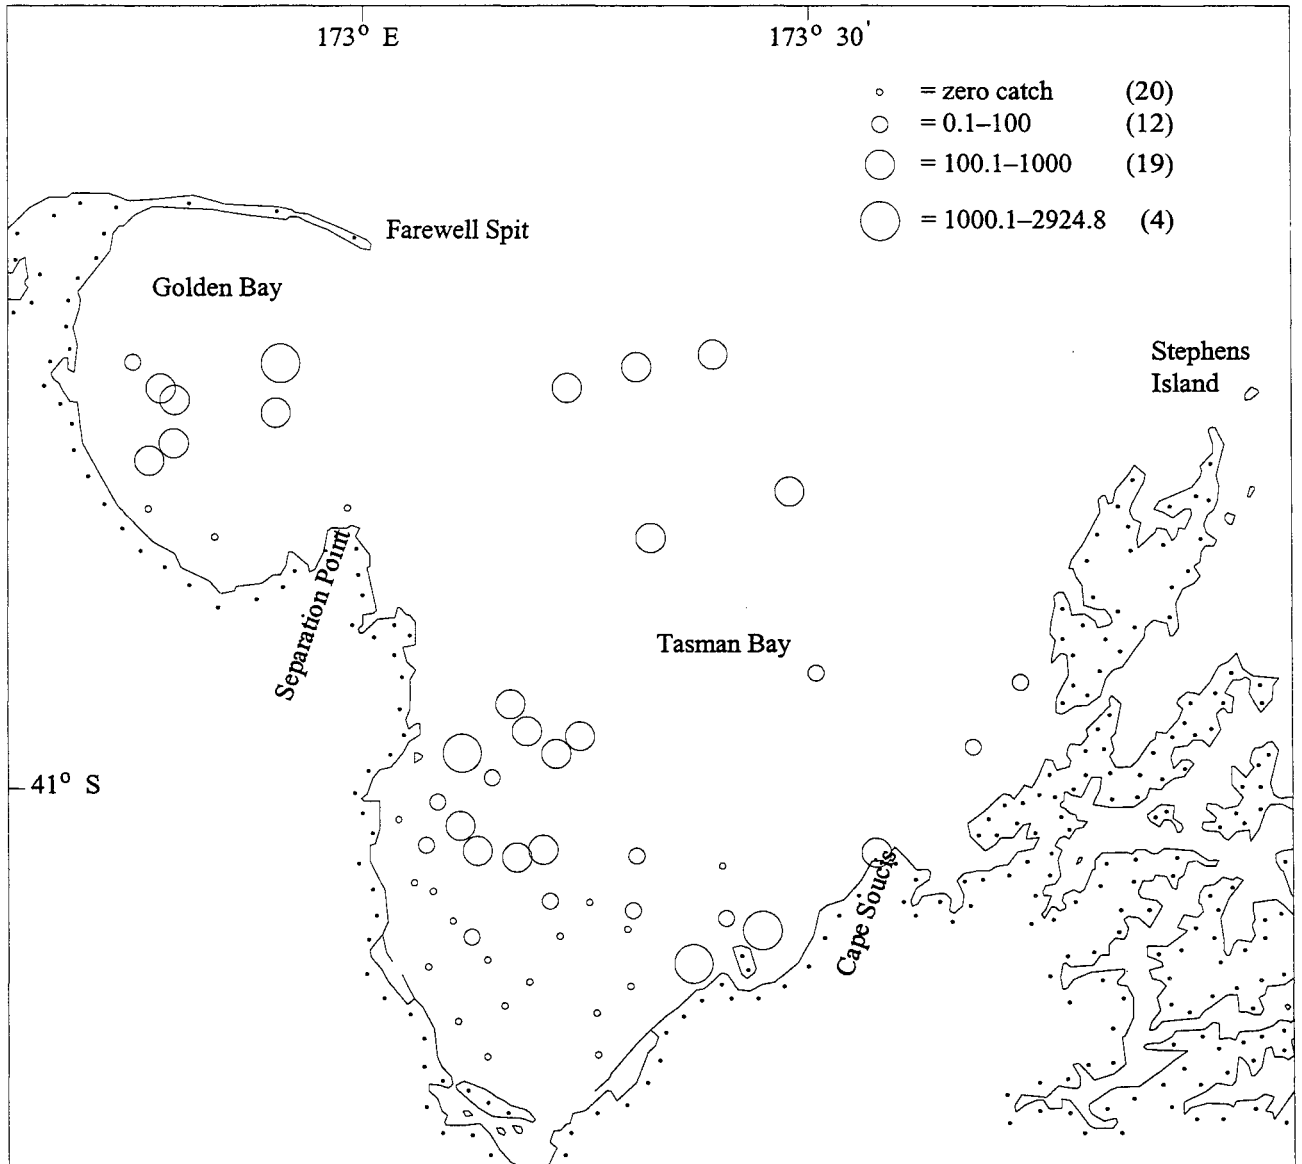 173° E
173° 30'
= zero catch (20)
= 0.1–100 (12)
= 100.1–1000 (19)
= 1000.1–2924.8 (4)
Farewell Spit
Golden Bay
Stephens
Island
Separation Point
Tasman Bay
41° S
Cape Soucis